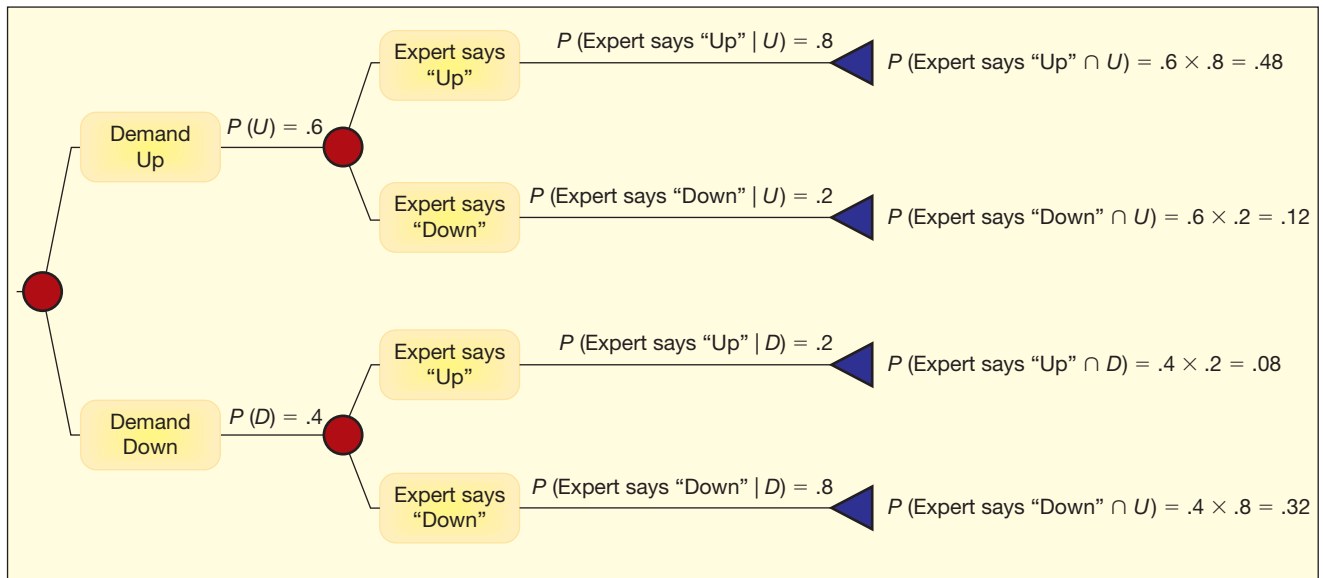 Expert says
“Up”
P (Expert says “Up” | U) = .8
P (Expert says “Up” ∩ U) = .6 × .8 = .48
Demand
Up
P (U) = .6
Expert says
“Down”
P (Expert says “Down” | U) = .2
P (Expert says “Down” ∩ U) = .6 × .2 = .12
Expert says
“Up”
P (Expert says “Up” | D) = .2
P (Expert says “Up” ∩ D) = .4 × .2 = .08
Demand
Down
P (D) = .4
Expert says
“Down”
P (Expert says “Down” | D) = .8
P (Expert says “Down” ∩ U) = .4 × .8 = .32